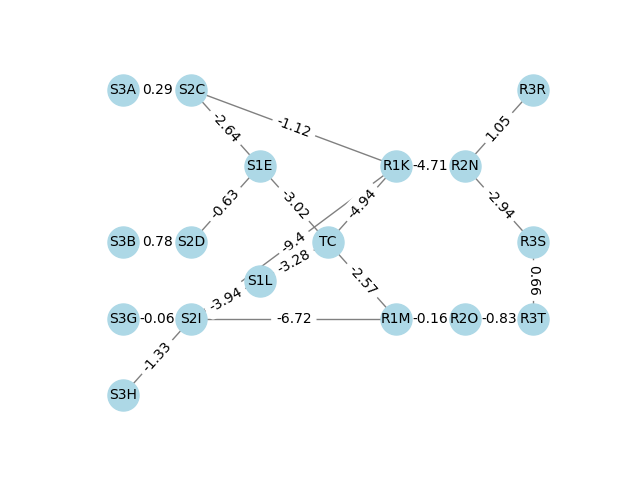 S3A 0.29 S2C R3R
-2.64 -1.12 1.05
S1E R1K -4.71 R2N
-0.63 -3.02 -4.94 -2.94
S3B 0.78 S2D TC R3S
-9.4
-3.28
S1L -2.57 0.66
-3.94
S3G -0.06 S2I -6.72 R1M -0.16 R2O -0.83 R3T
-1.33
S3H